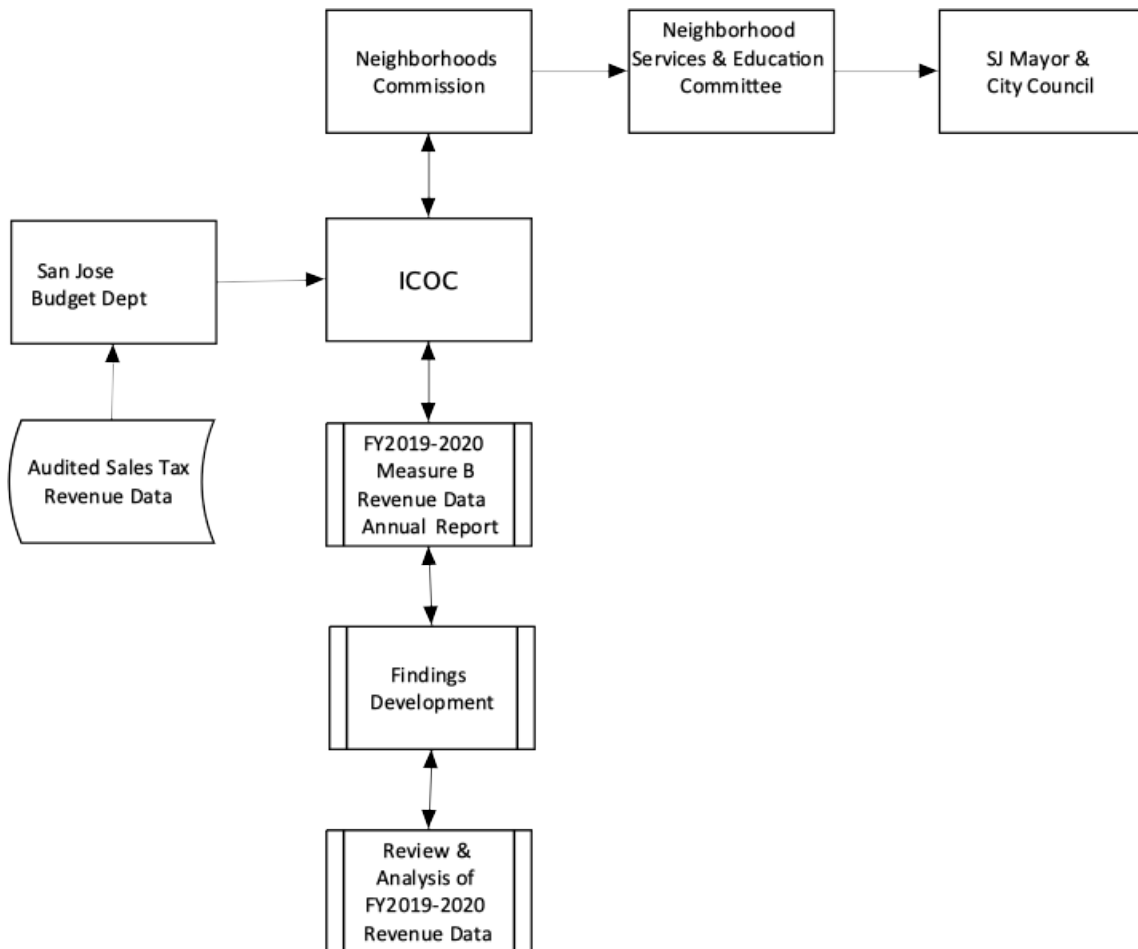 Neighborhoods
Commission
Neighborhood
Services & Education
Committee
SJ Mayor &
City Council
San Jose
Budget Dept
ICOC
Audited Sales Tax
Revenue Data
FY2019-2020
Measure B
Revenue Data
Annual Report
Findings
Development
Review &
Analysis of
FY2019-2020
Revenue Data